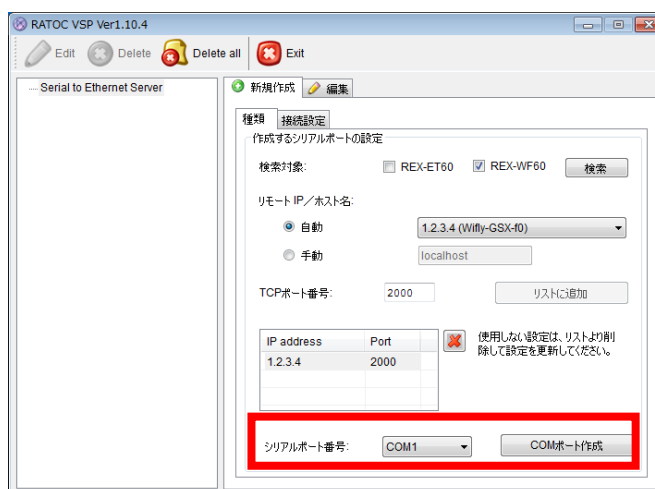 RATOC VSP Ver1.10.4
Edit Delete Delete all Exit
Serial to Ethernet Server
新規作成 編集
種類 接続設定
作成するシリアルポートの設定
検索対象: REX-ET60 REX-WF60 検索
リモート IP/ホスト名:
自動 1.2.3.4 (Wifly-GSX-f0)
手動 localhost
TCPポート番号: 2000 リストに追加
IP address Port
1.2.3.4 2000
使用しない設定は、リストより削
除して設定を更新してください。
シリアルポート番号: COM1 COMポート作成